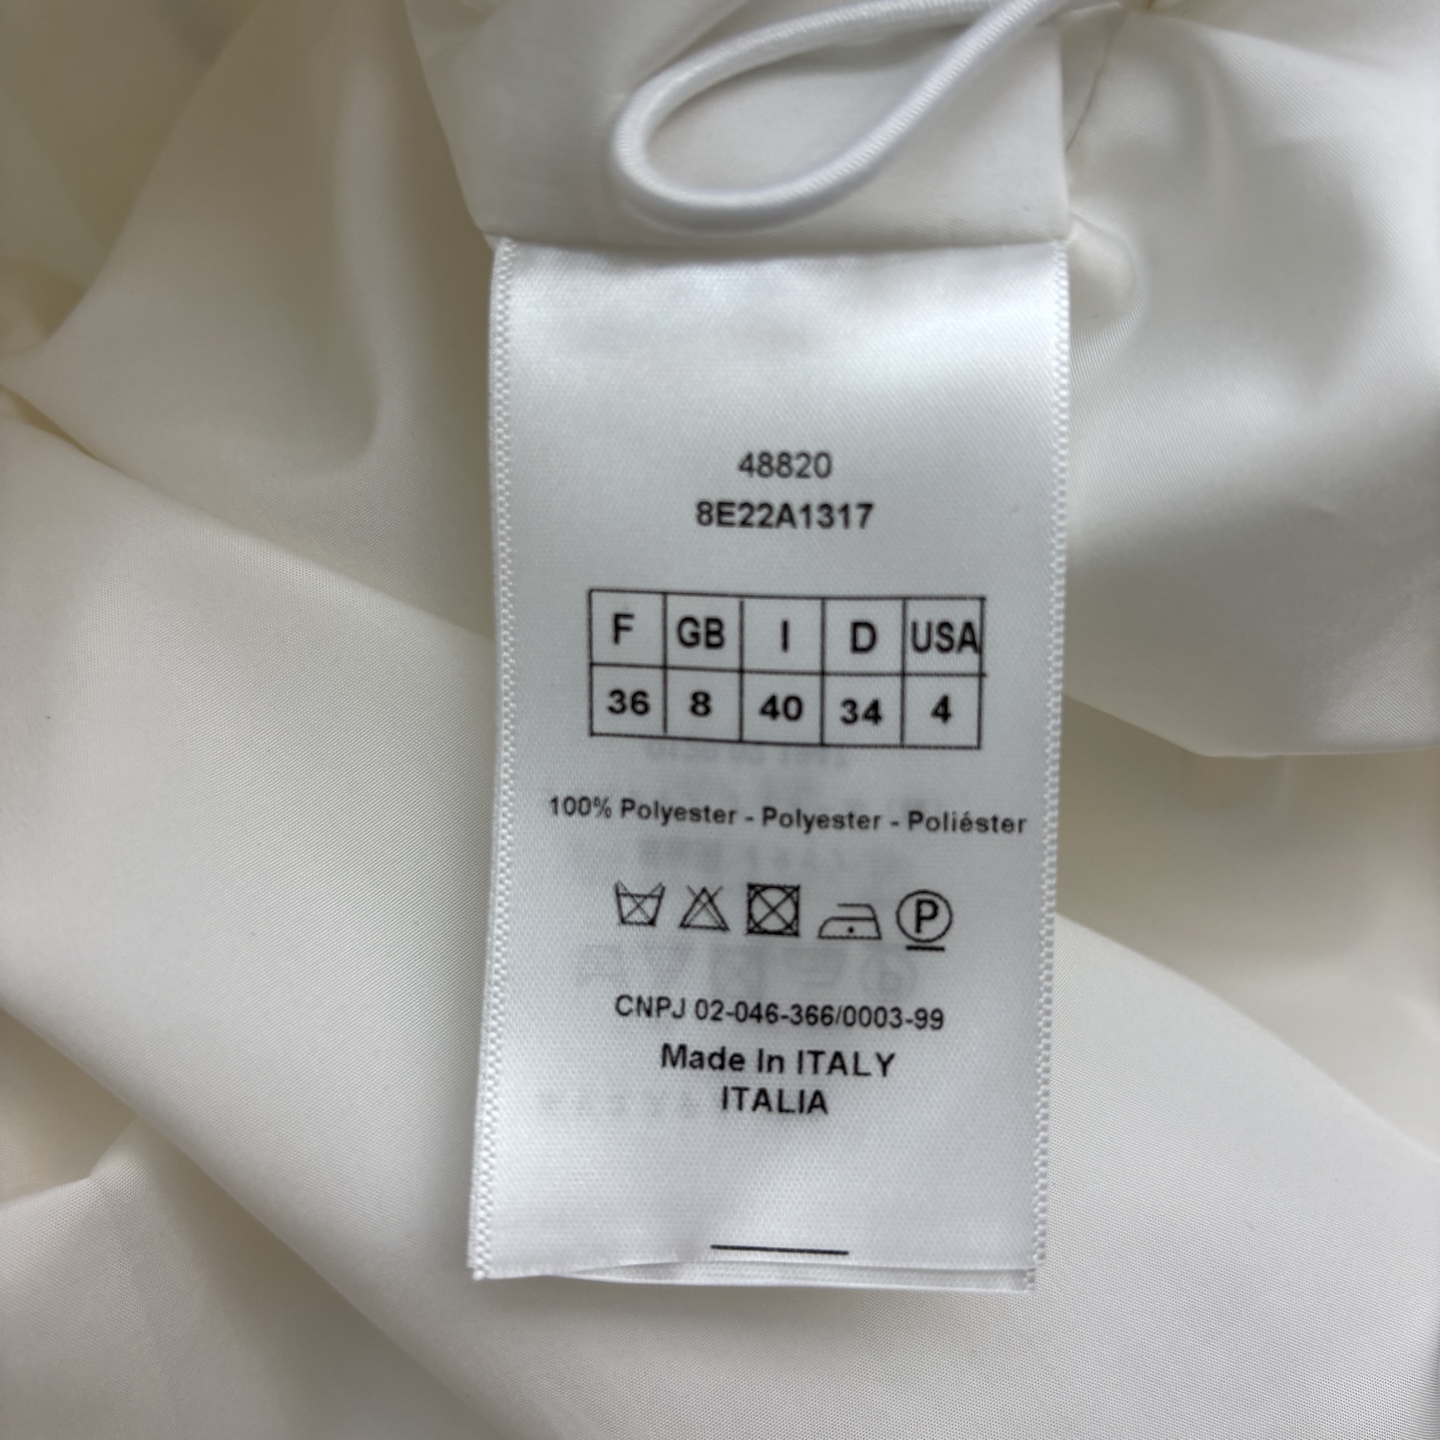 48820
8E22A1317
F GB I D USA
36 8 40 34 4
100% Polyester - Polyester - Poliéster
P
CNPJ 02-046-366/0003-99
Made In ITALY
ITALIA